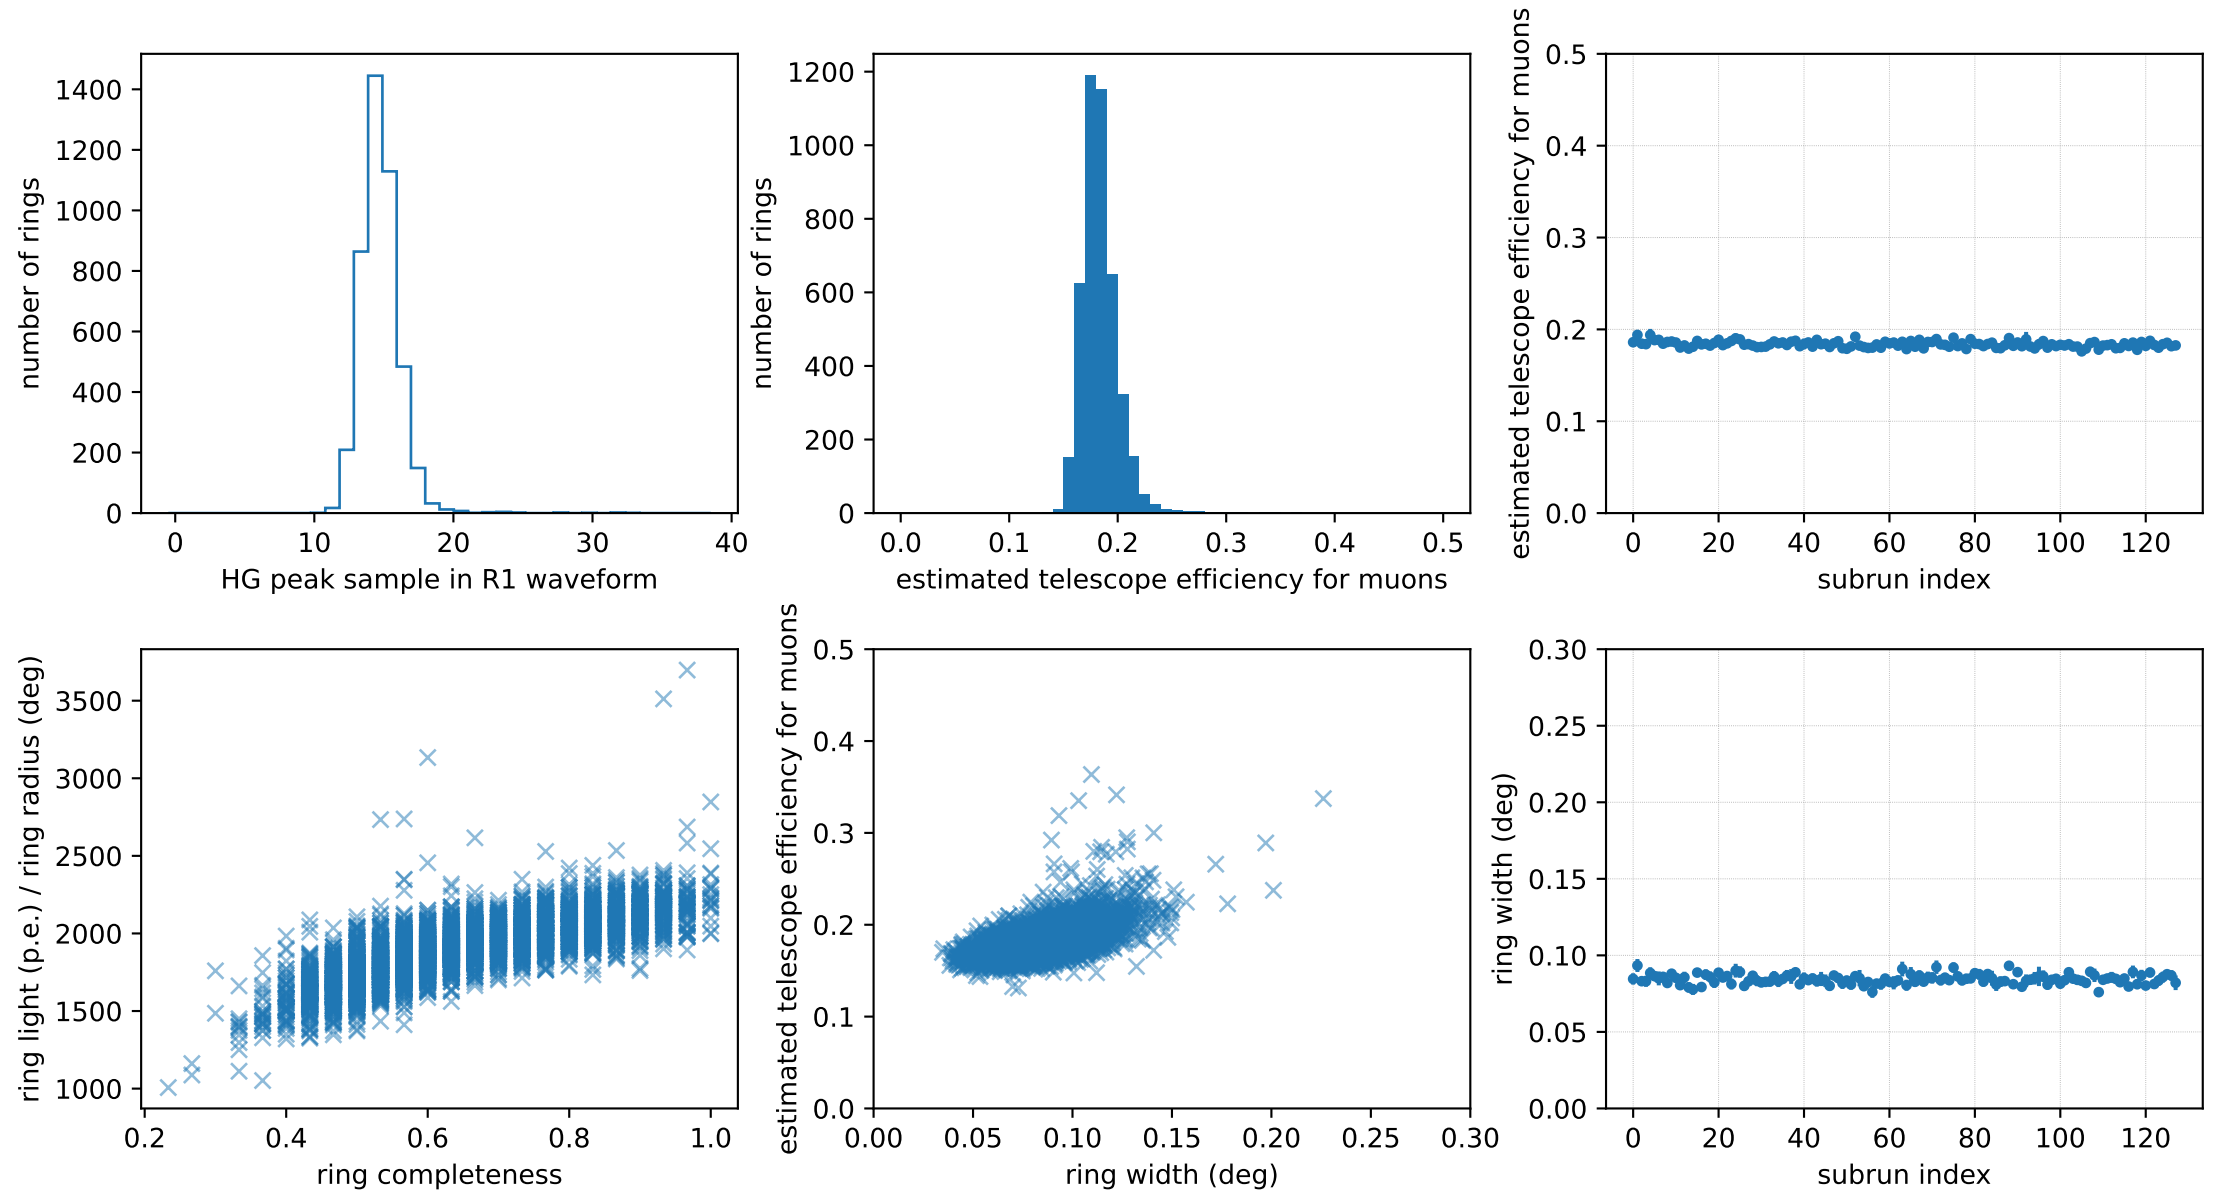 1400
1200
1000
800
600
400
200
0
number of rings
0 10 20 30 40
HG peak sample in R1 waveform
1200
1000
800
600
400
200
0
number of rings
0.0 0.1 0.2 0.3 0.4 0.5
estimated telescope efficiency for muons
0.5
0.4
0.3
0.2
0.1
0.0
estimated telescope efficiency for muons
0 20 40 60 80 100 120
subrun index
3500
3000
2500
2000
1500
1000
ring light (p.e.) / ring radius (deg)
0.2 0.4 0.6 0.8 1.0
ring completeness
0.5
0.4
0.3
0.2
0.1
0.0
estimated telescope efficiency for muons
0.00 0.05 0.10 0.15 0.20 0.25 0.30
ring width (deg)
0.30
0.25
0.20
0.15
0.10
0.05
0.00
ring width (deg)
0 20 40 60 80 100 120
subrun index